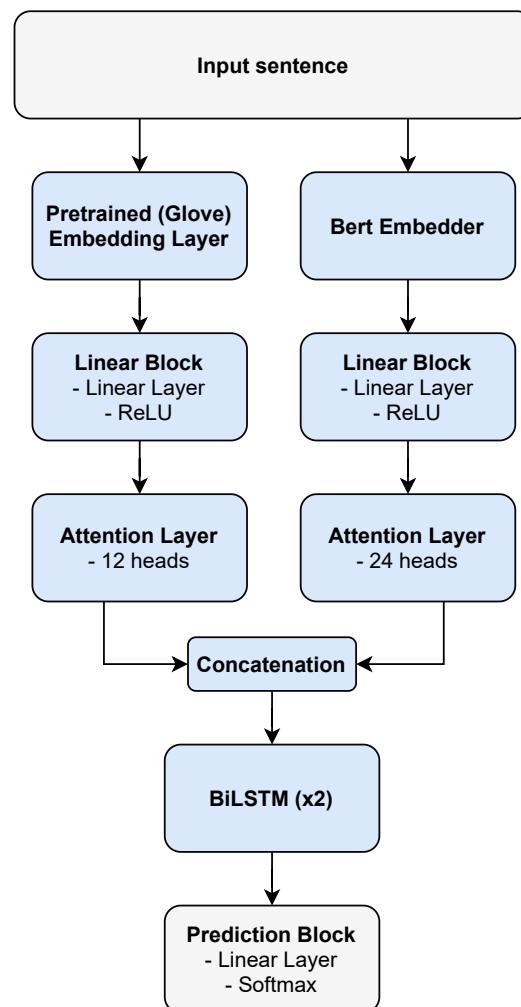 Input sentence
Pretrained (Glove)
Embedding Layer
Bert Embedder
Linear Block
- Linear Layer
- ReLU
Linear Block
- Linear Layer
- ReLU
Attention Layer
- 12 heads
Attention Layer
- 24 heads
Concatenation
BiLSTM (x2)
Prediction Block
- Linear Layer
- Softmax